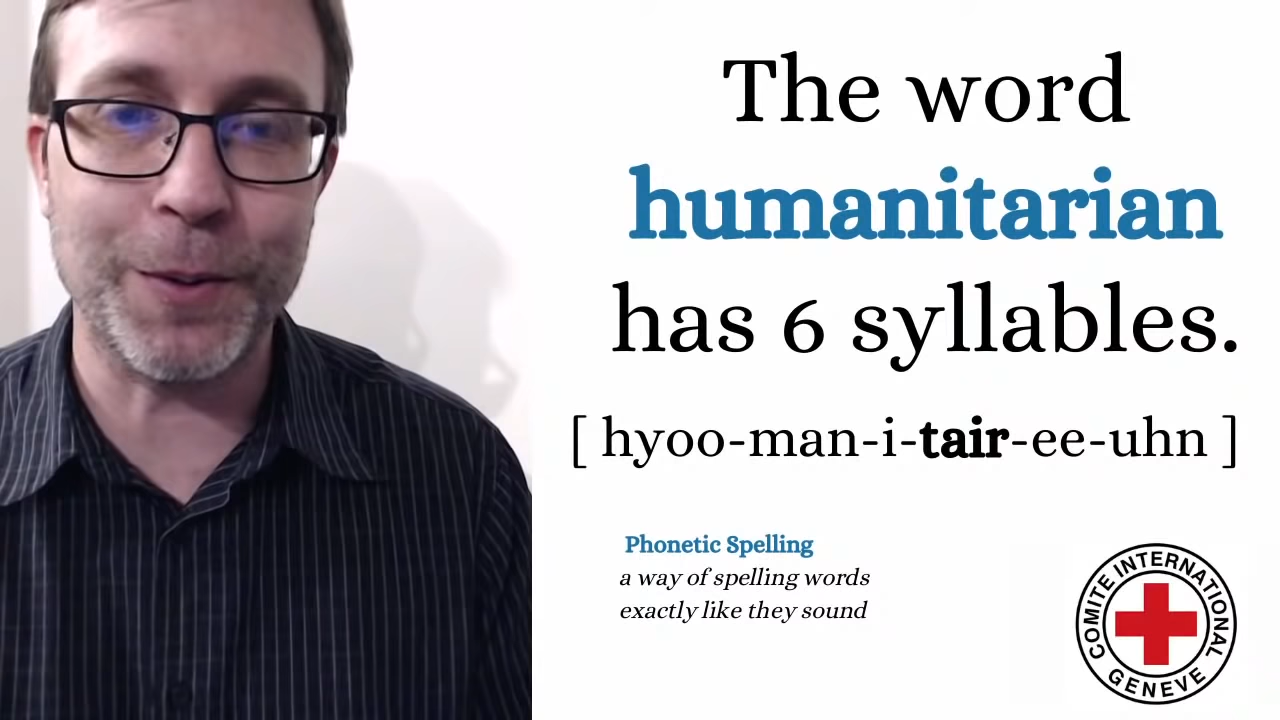 The word
humanitarian
has 6 syllables.
[ hyoo-man-i-tair-ee-uhn ]
Phonetic Spelling
a way of spelling words
exactly like they sound
COMITE INTERNATIONAL
GENEVE